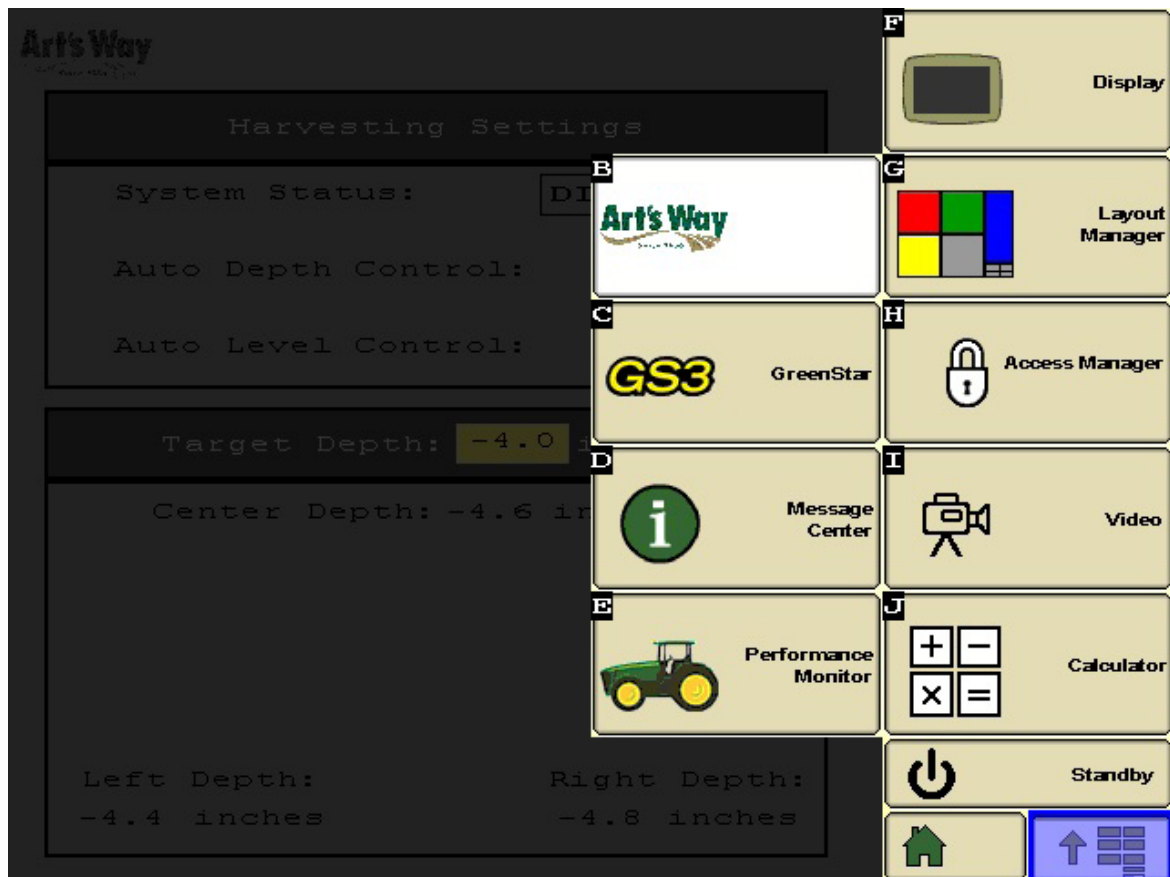 Art's Way
Harvesting Settings
System Status:
DI
Auto Depth Control:
Auto Level Control:
Target Depth: -4.0 i
Center Depth: -4.6 in
Left Depth:
-4.4 inches
Right Depth:
-4.8 inches
F
Display
B
Art's Way
G
Layout
Manager
C
GS3
GreenStar
H
Access Manager
D
i
Message
Center
I
Video
E
Performance
Monitor
J
+ −
× =
Calculator
Standby